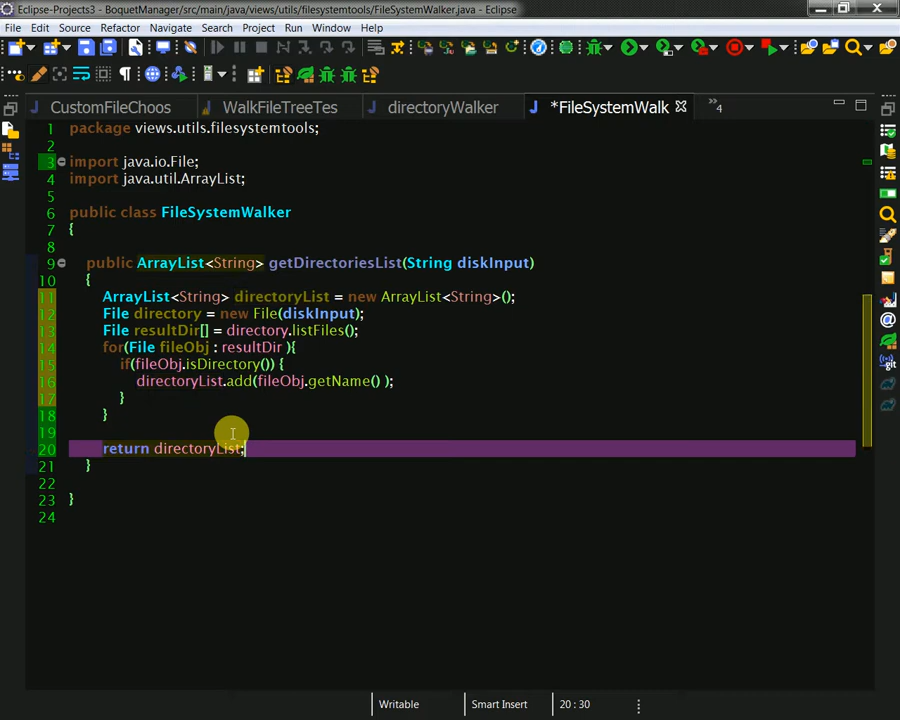 Eclipse-Projects3 - BoquetManager/src/main/java/views/utils/filesystemtools/FileSystemWalker.java - Eclipse
File Edit Source Refactor Navigate Search Project Run Window Help
CustomFileChoos WalkFileTreeTes directoryWalker *FileSystemWalk »4
1 package views.utils.filesystemtools;
2
3 import java.io.File;
4 import java.util.ArrayList;
5
6 public class FileSystemWalker
7 {
8
9 public ArrayList<String> getDirectoriesList(String diskInput)
10 {
11 ArrayList<String> directoryList = new ArrayList<String>();
12 File directory = new File(diskInput);
13 File resultDir[] = directory.listFiles();
14 for(File fileObj : resultDir ){
15 if(fileObj.isDirectory()) {
16 directoryList.add(fileObj.getName() );
17 }
18 }
19
20 return directoryList;
21 }
22
23 }
24
Writable Smart Insert 20 : 30